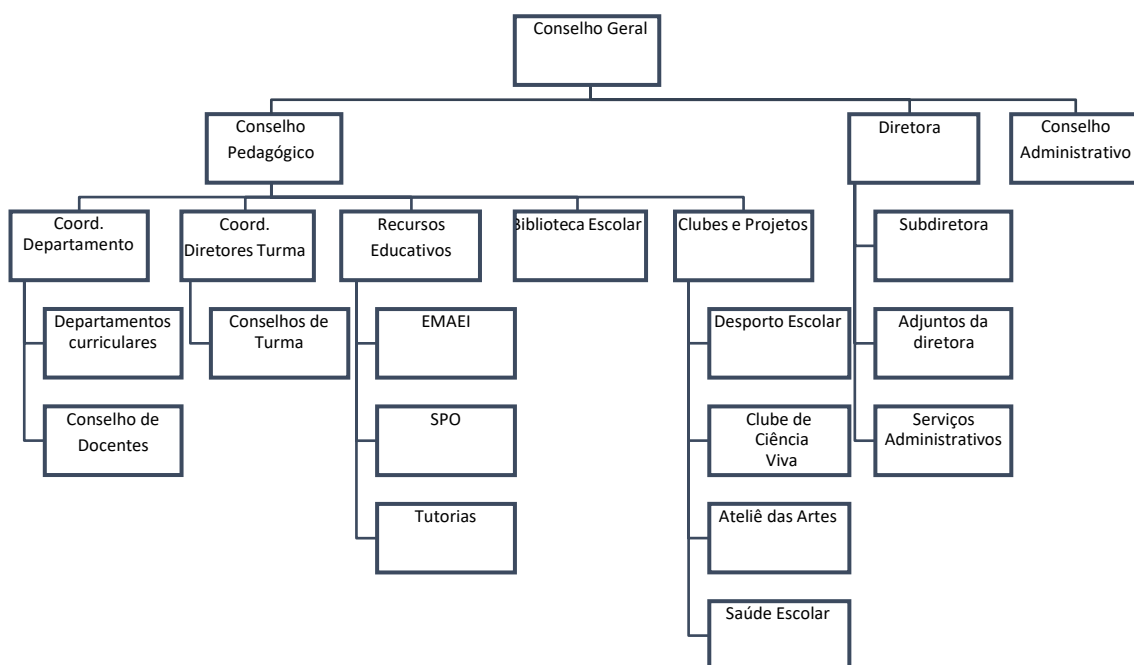 Conselho Geral
Conselho
Pedagógico
Diretora
Conselho
Administrativo
Coord.
Departamento
Coord.
Diretores Turma
Recursos
Educativos
Biblioteca Escolar
Clubes e Projetos
Subdiretora
Departamentos
curriculares
Conselhos de
Turma
EMAEI
Desporto Escolar
Adjuntos da
diretora
Conselho de
Docentes
SPO
Clube de
Ciência
Viva
Serviços
Administrativos
Tutorias
Ateliê das Artes
Saúde Escolar